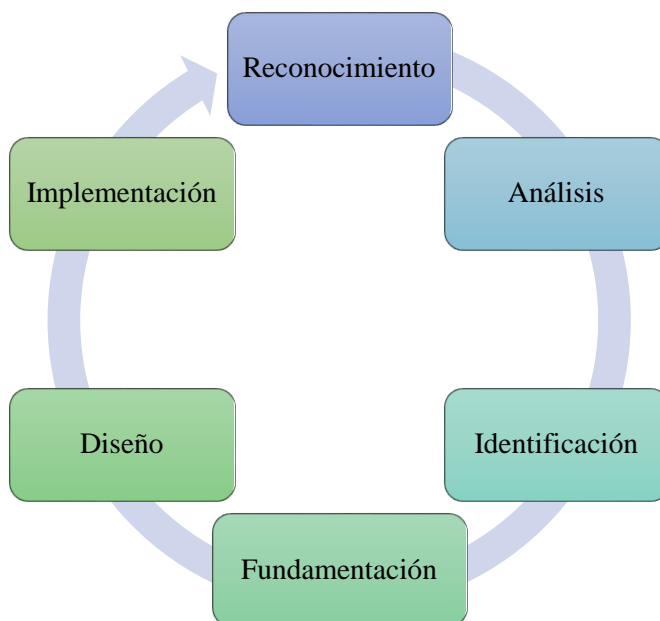 Reconocimiento
Análisis
Identificación
Fundamentación
Diseño
Implementación